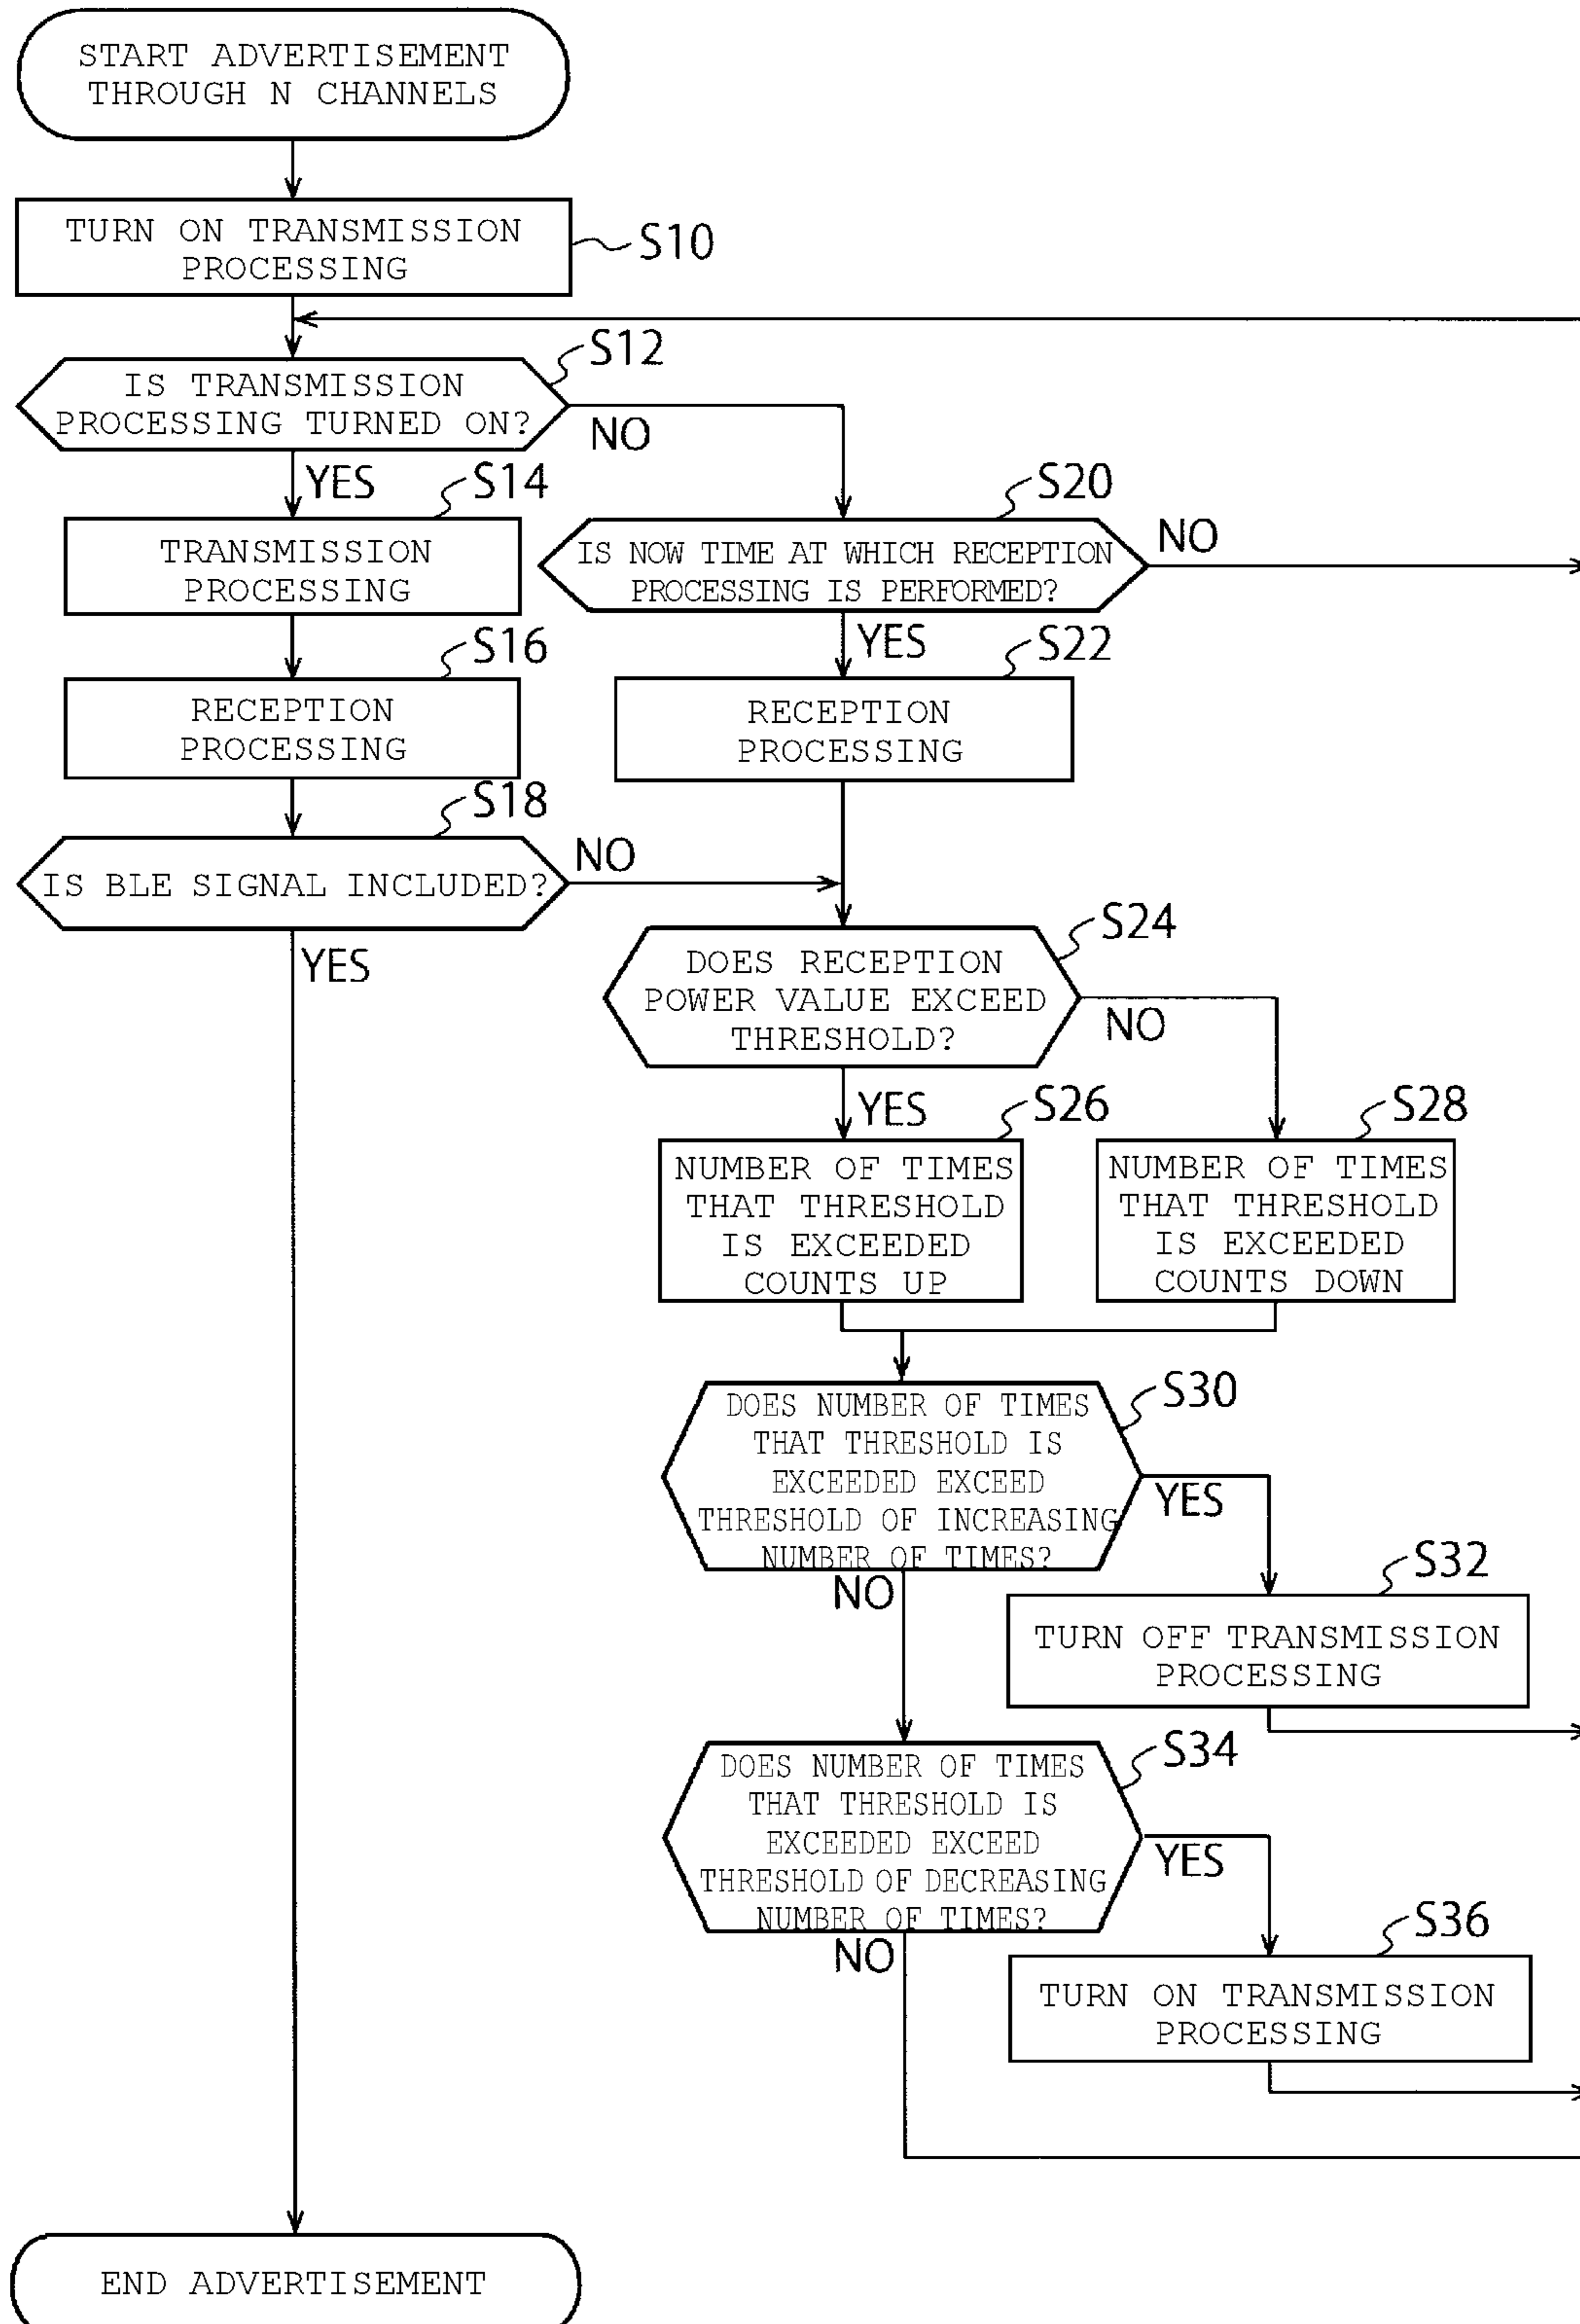 START ADVERTISEMENT
THROUGH N CHANNELS
TURN ON TRANSMISSION
PROCESSING
S10
S12
IS TRANSMISSION
PROCESSING TURNED ON?
NO
YES
S14
TRANSMISSION
PROCESSING
S20
IS NOW TIME AT WHICH RECEPTION
PROCESSING IS PERFORMED?
NO
YES
S16
RECEPTION
PROCESSING
S22
RECEPTION
PROCESSING
S18
IS BLE SIGNAL INCLUDED?
NO
YES
S24
DOES RECEPTION
POWER VALUE EXCEED
THRESHOLD?
NO
YES
S26
NUMBER OF TIMES
THAT THRESHOLD
IS EXCEEDED
COUNTS UP
S28
NUMBER OF TIMES
THAT THRESHOLD
IS EXCEEDED
COUNTS DOWN
S30
DOES NUMBER OF TIMES
THAT THRESHOLD IS
EXCEEDED EXCEED
THRESHOLD OF INCREASING
NUMBER OF TIMES?
YES
NO
S32
TURN OFF TRANSMISSION
PROCESSING
S34
DOES NUMBER OF TIMES
THAT THRESHOLD IS
EXCEEDED EXCEED
THRESHOLD OF DECREASING
NUMBER OF TIMES?
YES
NO
S36
TURN ON TRANSMISSION
PROCESSING
END ADVERTISEMENT